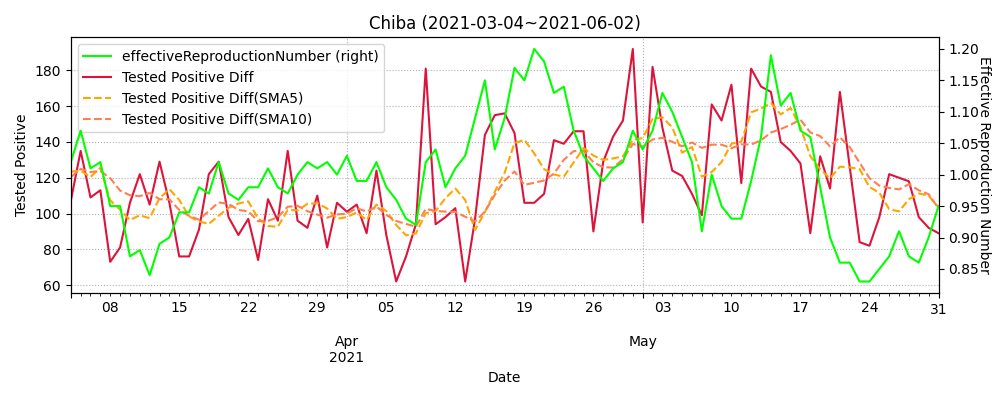 Chiba (2021-03-04~2021-06-02)
effectiveReproductionNumber (right)
Tested Positive Diff
Tested Positive Diff(SMA5)
Tested Positive Diff(SMA10)
Tested Positive
180
160
140
120
100
80
60
1.20
1.15
1.10
1.05
1.00
0.95
0.90
0.85
Effective Reproduction Number
08 15 22 29 05 12 19 26 03 10 17 24 31
Apr May
2021
Date